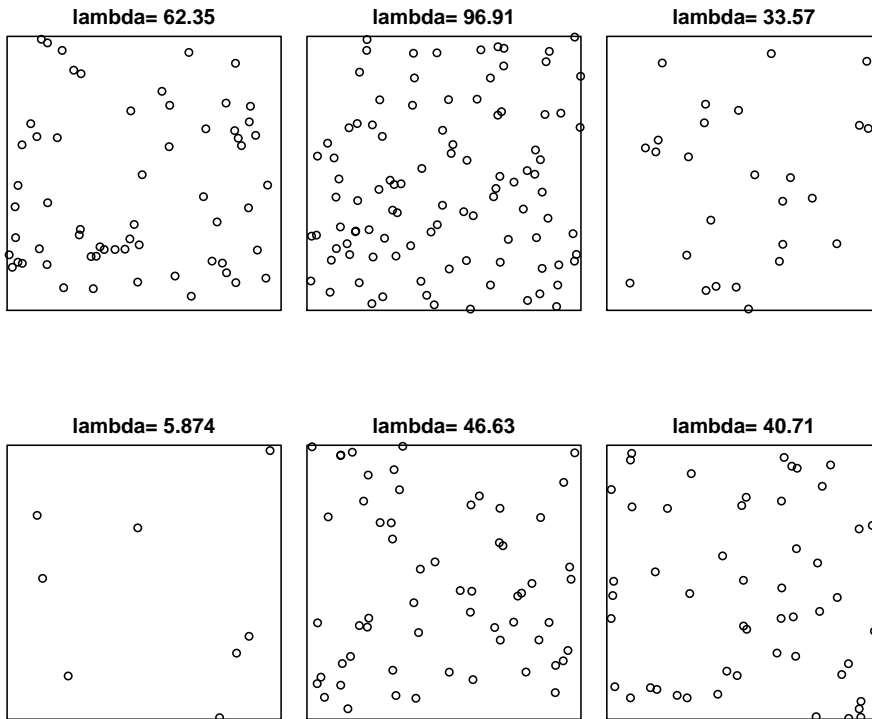 lambda= 62.35
lambda= 96.91
lambda= 33.57
lambda= 5.874
lambda= 46.63
lambda= 40.71